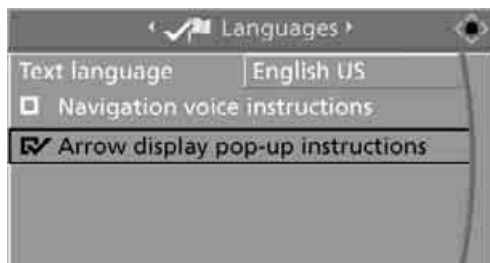 Languages
Text language English US
Navigation voice instructions
Arrow display pop-up instructions